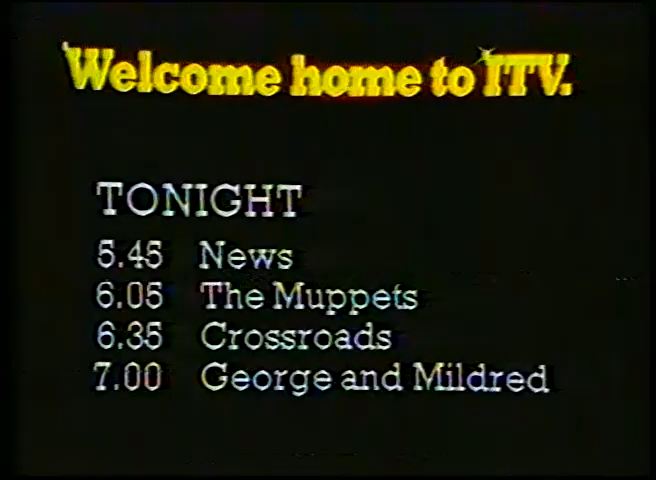 Welcome home to ITV.
TONIGHT
5.45 News
6.05 The Muppets
6.35 Crossroads
7.00 George and Mildred